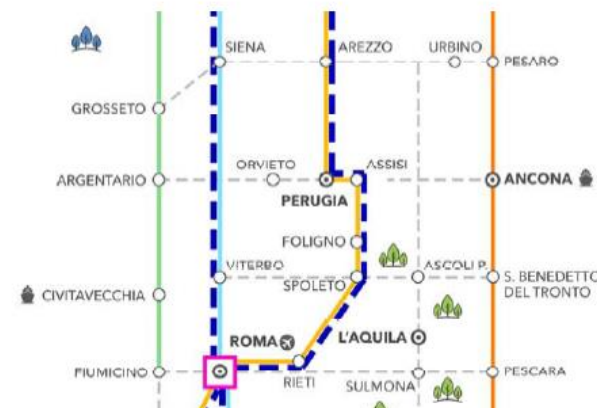 SIENA
AREZZO
URBINO
PESARO
GROSSETO
ARGENTARIO
ORVIETO
ASSISI
ANCONA
PERUGIA
FOLIGNO
VITERBO
SPOLETO
ASCOLI P.
S. BENEDETTO
DEL TRONTO
CIVITAVECCHIA
ROMA
L'AQUILA
FIUMICINO
RIETI
SULMONA
PESCARA